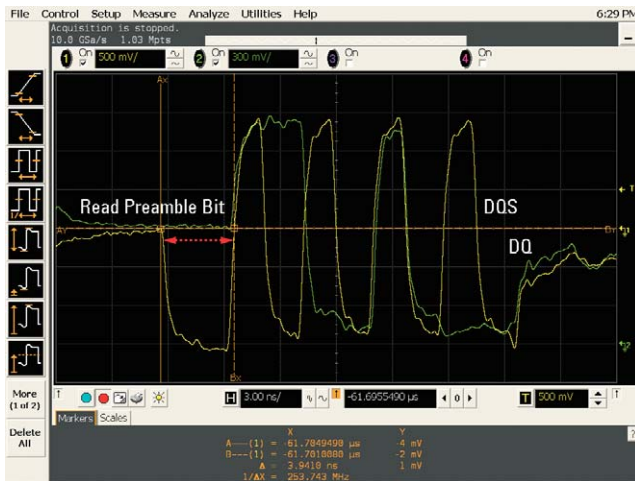 File Control Setup Measure Analyze Utilities Help 6:29 PM
Acquisition is stopped.
10.0 GSa/s 1.03 Mpts
1 On 500 mV/ 2 On 300 mV/ 3 On 4 On
Ax
Read Preamble Bit
DQS
DQ
Bx
More
(1 of 2)
Delete
All
H 3.00 ns/ -61.6955490 µs 0 T 500 mV
Markers Scales
X Y
A---(1) = -61.7049490 µs -4 mV
B---(1) = -61.7010080 µs -2 mV
Δ = 3.9410 ns 1 mV
1/ΔX = 253.743 MHz